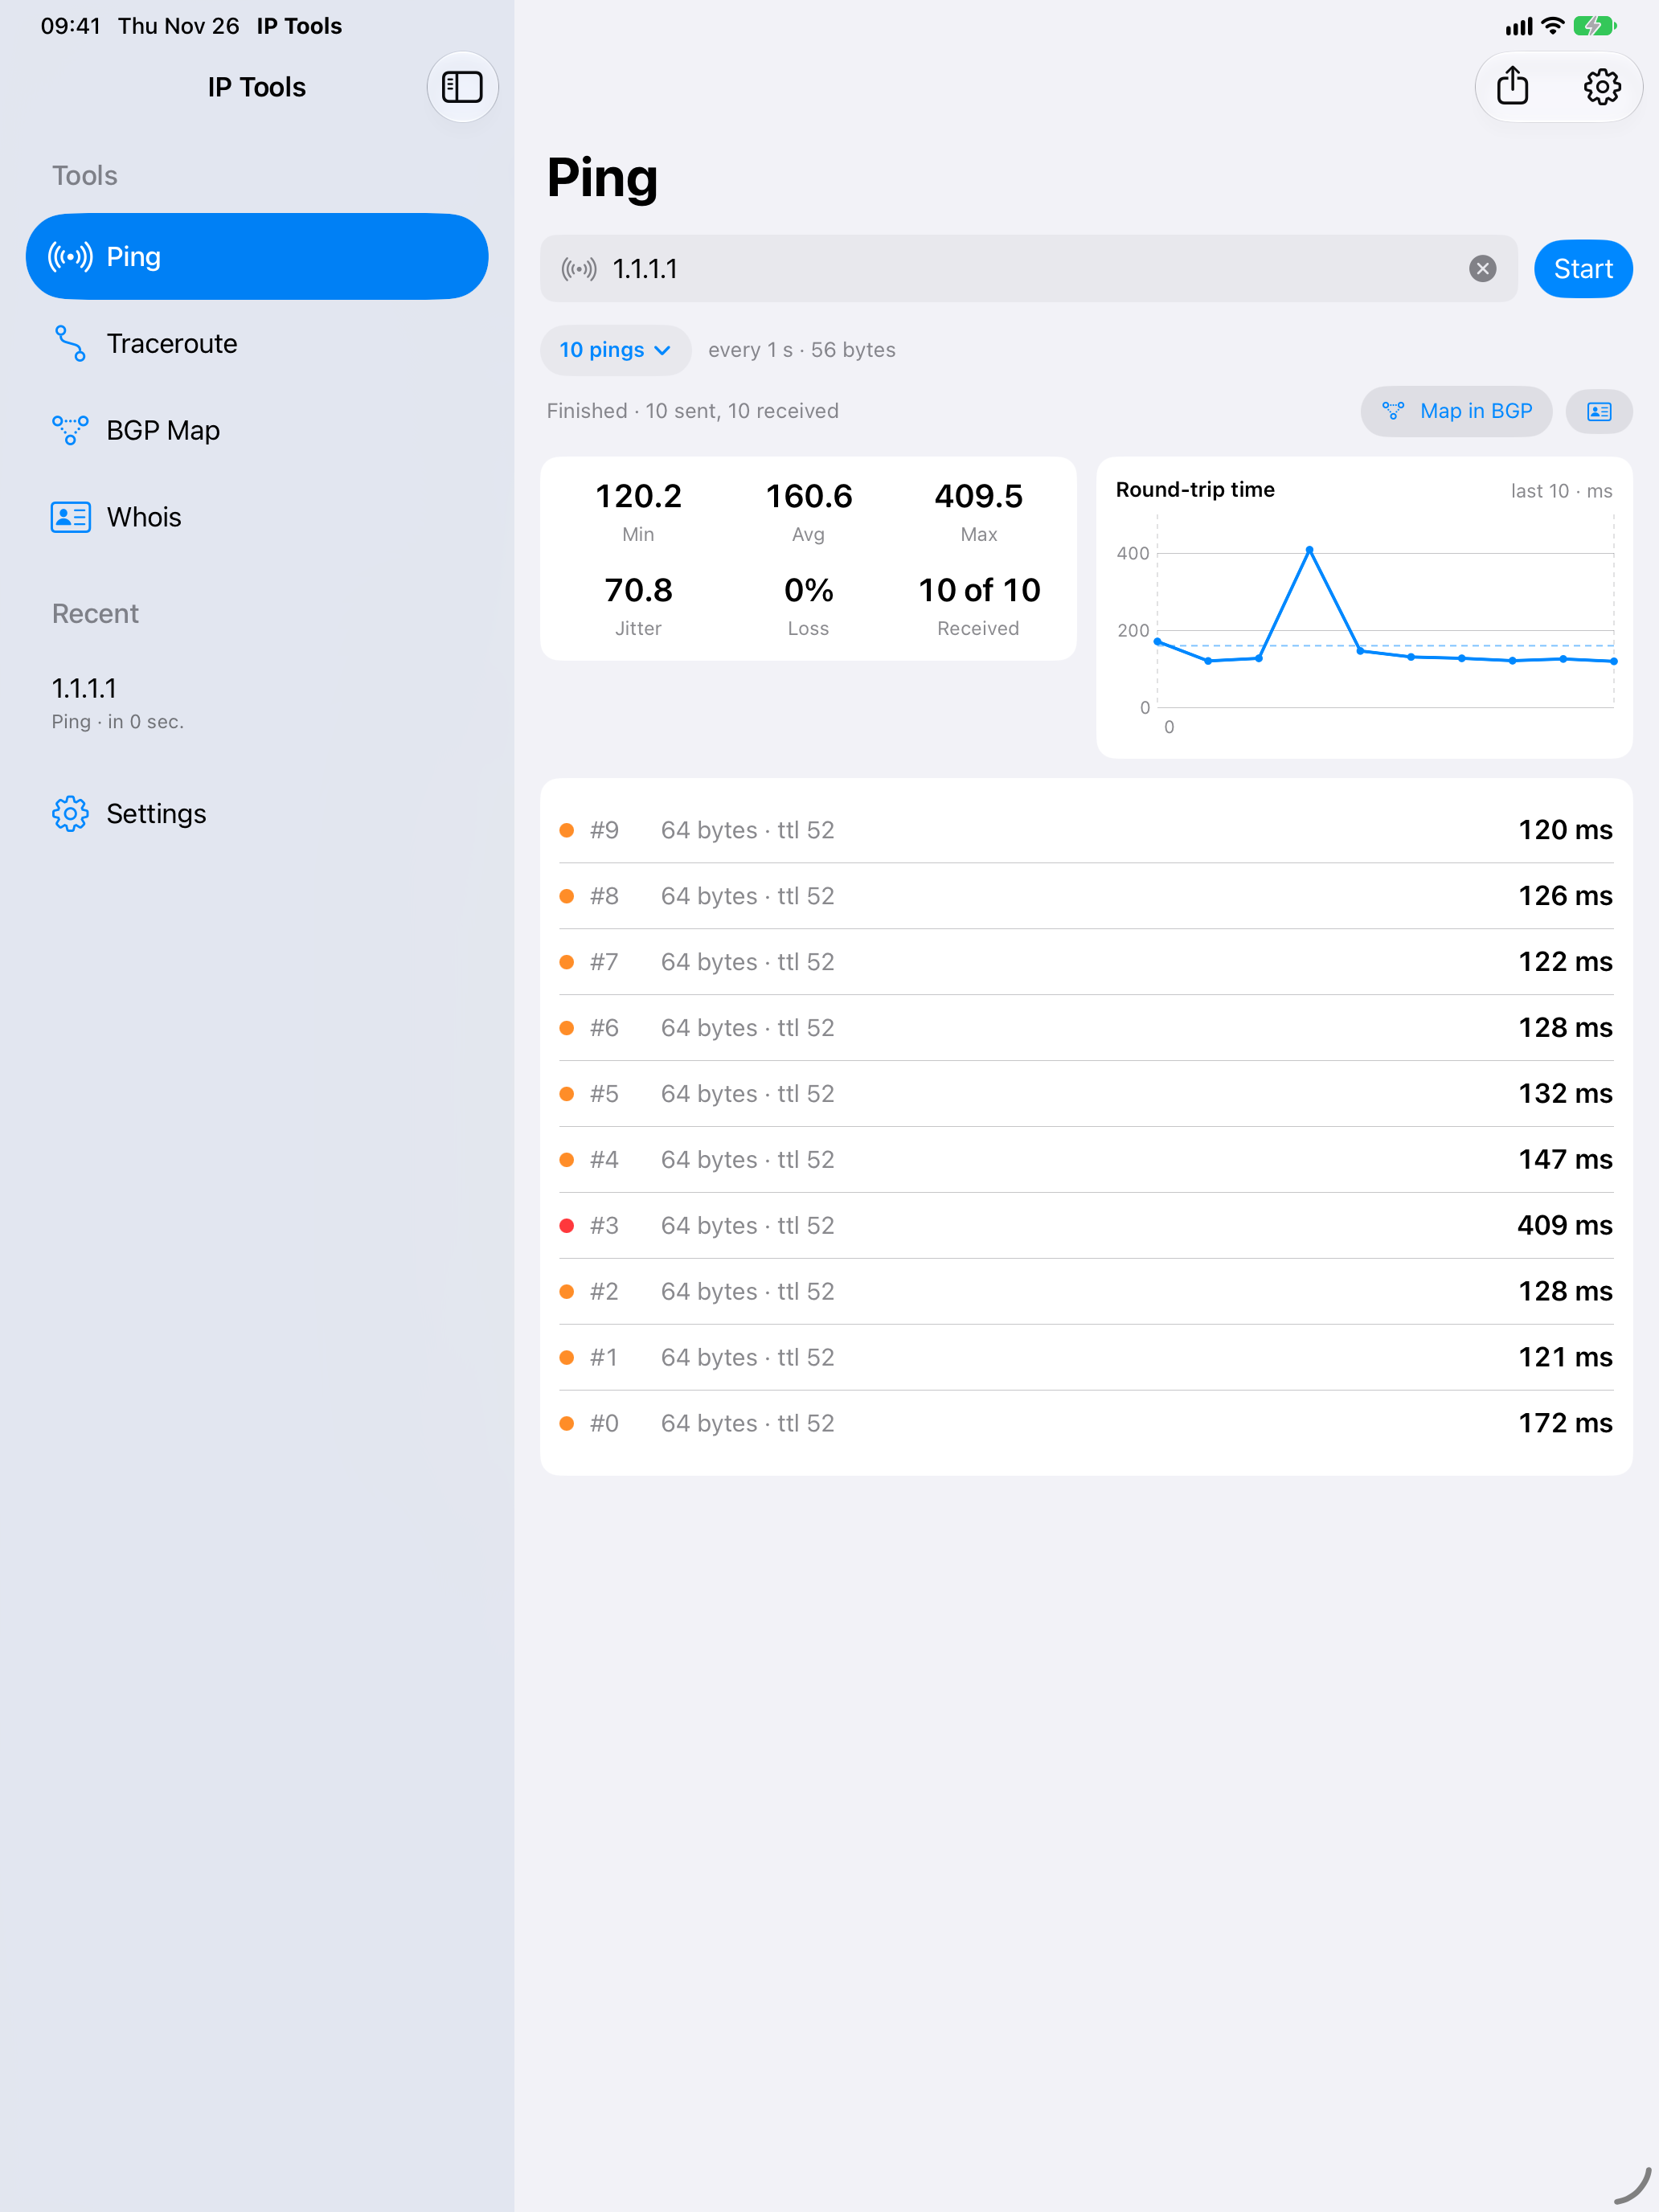 09:41 Thu Nov 26 IP Tools
IP Tools
Tools
Ping
Traceroute
BGP Map
Whois
Recent
1.1.1.1
Ping · in 0 sec.
Settings
Ping
1.1.1.1
Start
10 pings every 1 s · 56 bytes
Finished · 10 sent, 10 received
Map in BGP
120.2 160.6 409.5
Min Avg Max
70.8 0% 10 of 10
Jitter Loss Received
Round-trip time last 10 · ms
400
200
0
0
#9 64 bytes · ttl 52 120 ms
#8 64 bytes · ttl 52 126 ms
#7 64 bytes · ttl 52 122 ms
#6 64 bytes · ttl 52 128 ms
#5 64 bytes · ttl 52 132 ms
#4 64 bytes · ttl 52 147 ms
#3 64 bytes · ttl 52 409 ms
#2 64 bytes · ttl 52 128 ms
#1 64 bytes · ttl 52 121 ms
#0 64 bytes · ttl 52 172 ms